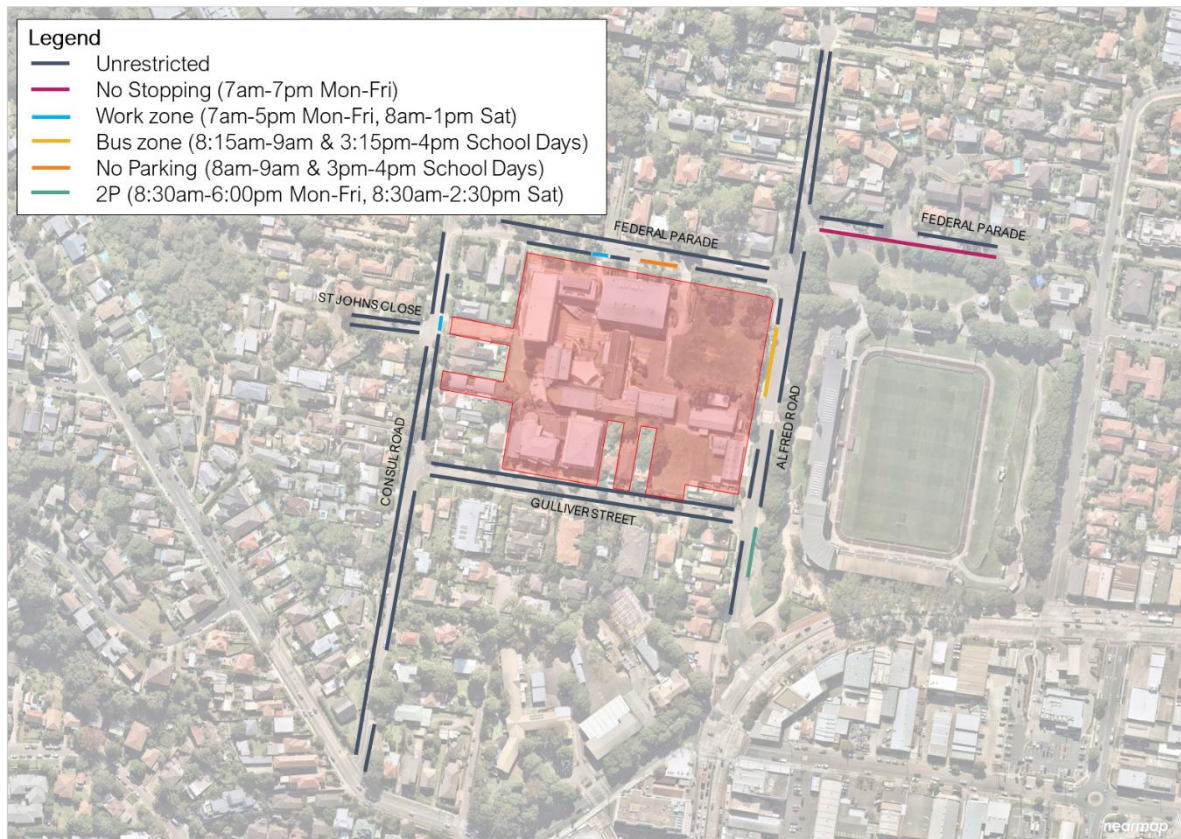 Legend
Unrestricted
No Stopping (7am-7pm Mon-Fri)
Work zone (7am-5pm Mon-Fri, 8am-1pm Sat)
Bus zone (8:15am-9am & 3:15pm-4pm School Days)
No Parking (8am-9am & 3pm-4pm School Days)
2P (8:30am-6:00pm Mon-Fri, 8:30am-2:30pm Sat)
FEDERAL PARADE
FEDERAL PARADE
ST JOHNS CLOSE
CONSUL ROAD
ALFRED ROAD
GULLIVER STREET
nearmap